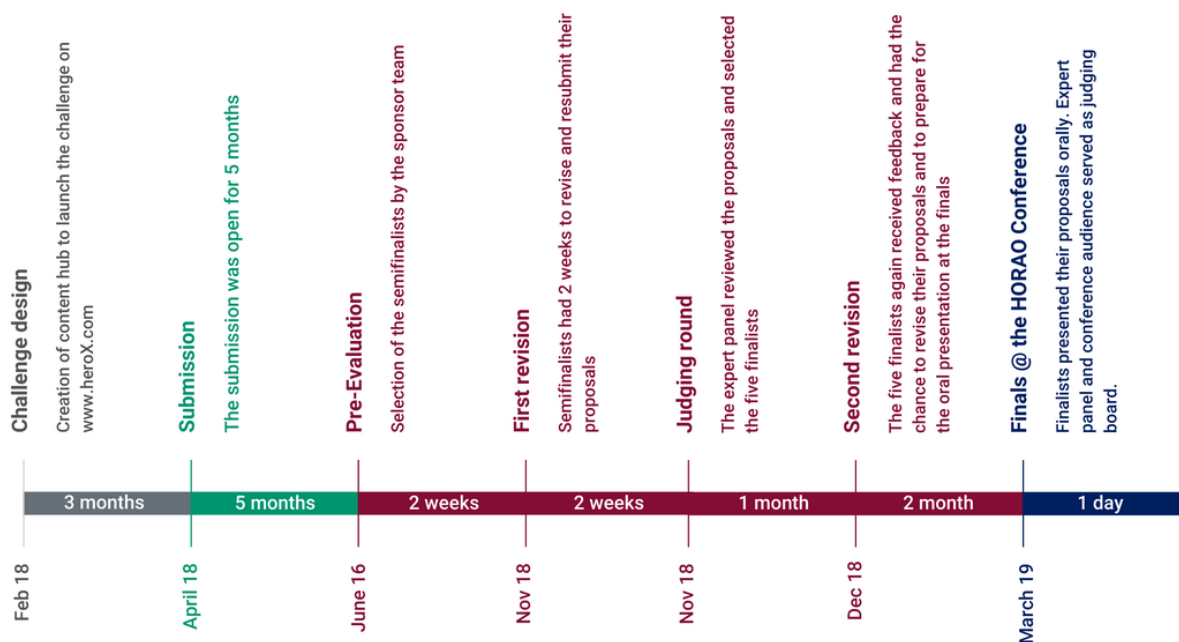 Challenge design
Creation of content hub to launch the challenge on
www.heroX.com
Submission
The submission was open for 5 months
Pre-Evaluation
Selection of the semifinalists by the sponsor team
First revision
Semifinalists had 2 weeks to revise and resubmit their
proposals
Judging round
The expert panel reviewed the proposals and selected
the five finalists
Second revision
The five finalists again received feedback and had the
chance to revise their proposals and to prepare for
the oral presentation at the finals
Finals @ the HORAO Conference
Finalists presented their proposals orally. Expert
panel and conference audience served as judging
board.
3 months
5 months
2 weeks
2 weeks
1 month
2 month
1 day
Feb 18
April 18
June 16
Nov 18
Nov 18
Dec 18
March 19